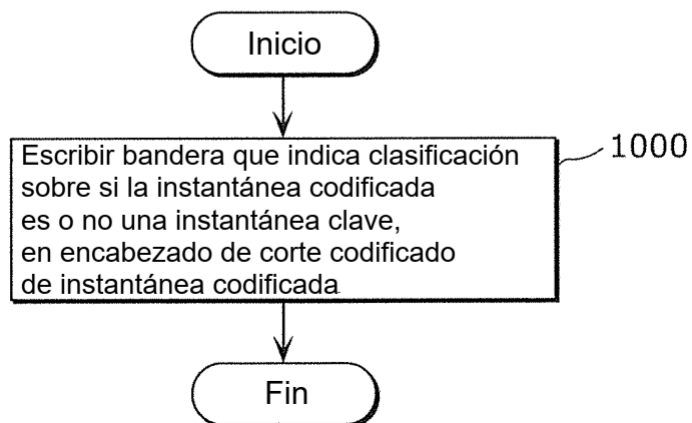 Inicio
Escribir bandera que indica clasificación
sobre si la instantánea codificada
es o no una instantánea clave,
en encabezado de corte codificado
de instantánea codificada
1000
Fin